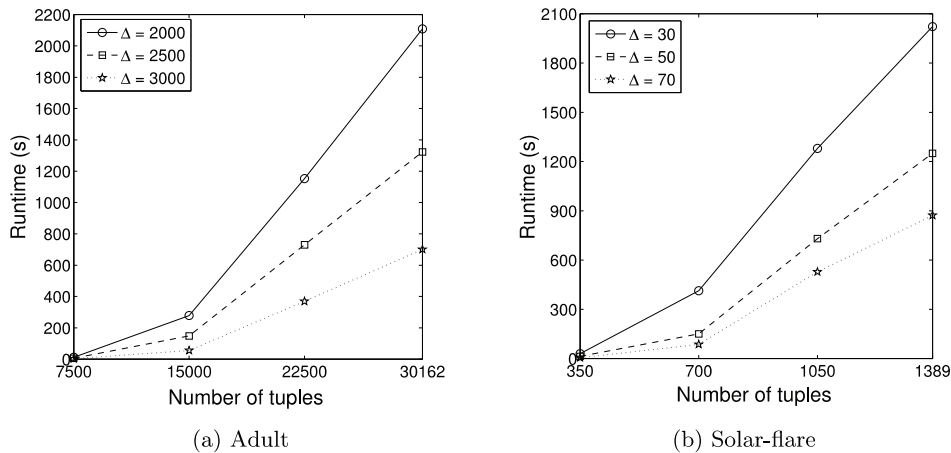 2200
2000
1800
1600
1400
1200
1000
800
600
400
200
0
Runtime (s)
Δ = 2000
Δ = 2500
Δ = 3000
7500 15000 22500 30162
Number of tuples
(a) Adult
2100
1800
1500
1200
900
600
300
0
Runtime (s)
Δ = 30
Δ = 50
Δ = 70
350 700 1050 1389
Number of tuples
(b) Solar-flare